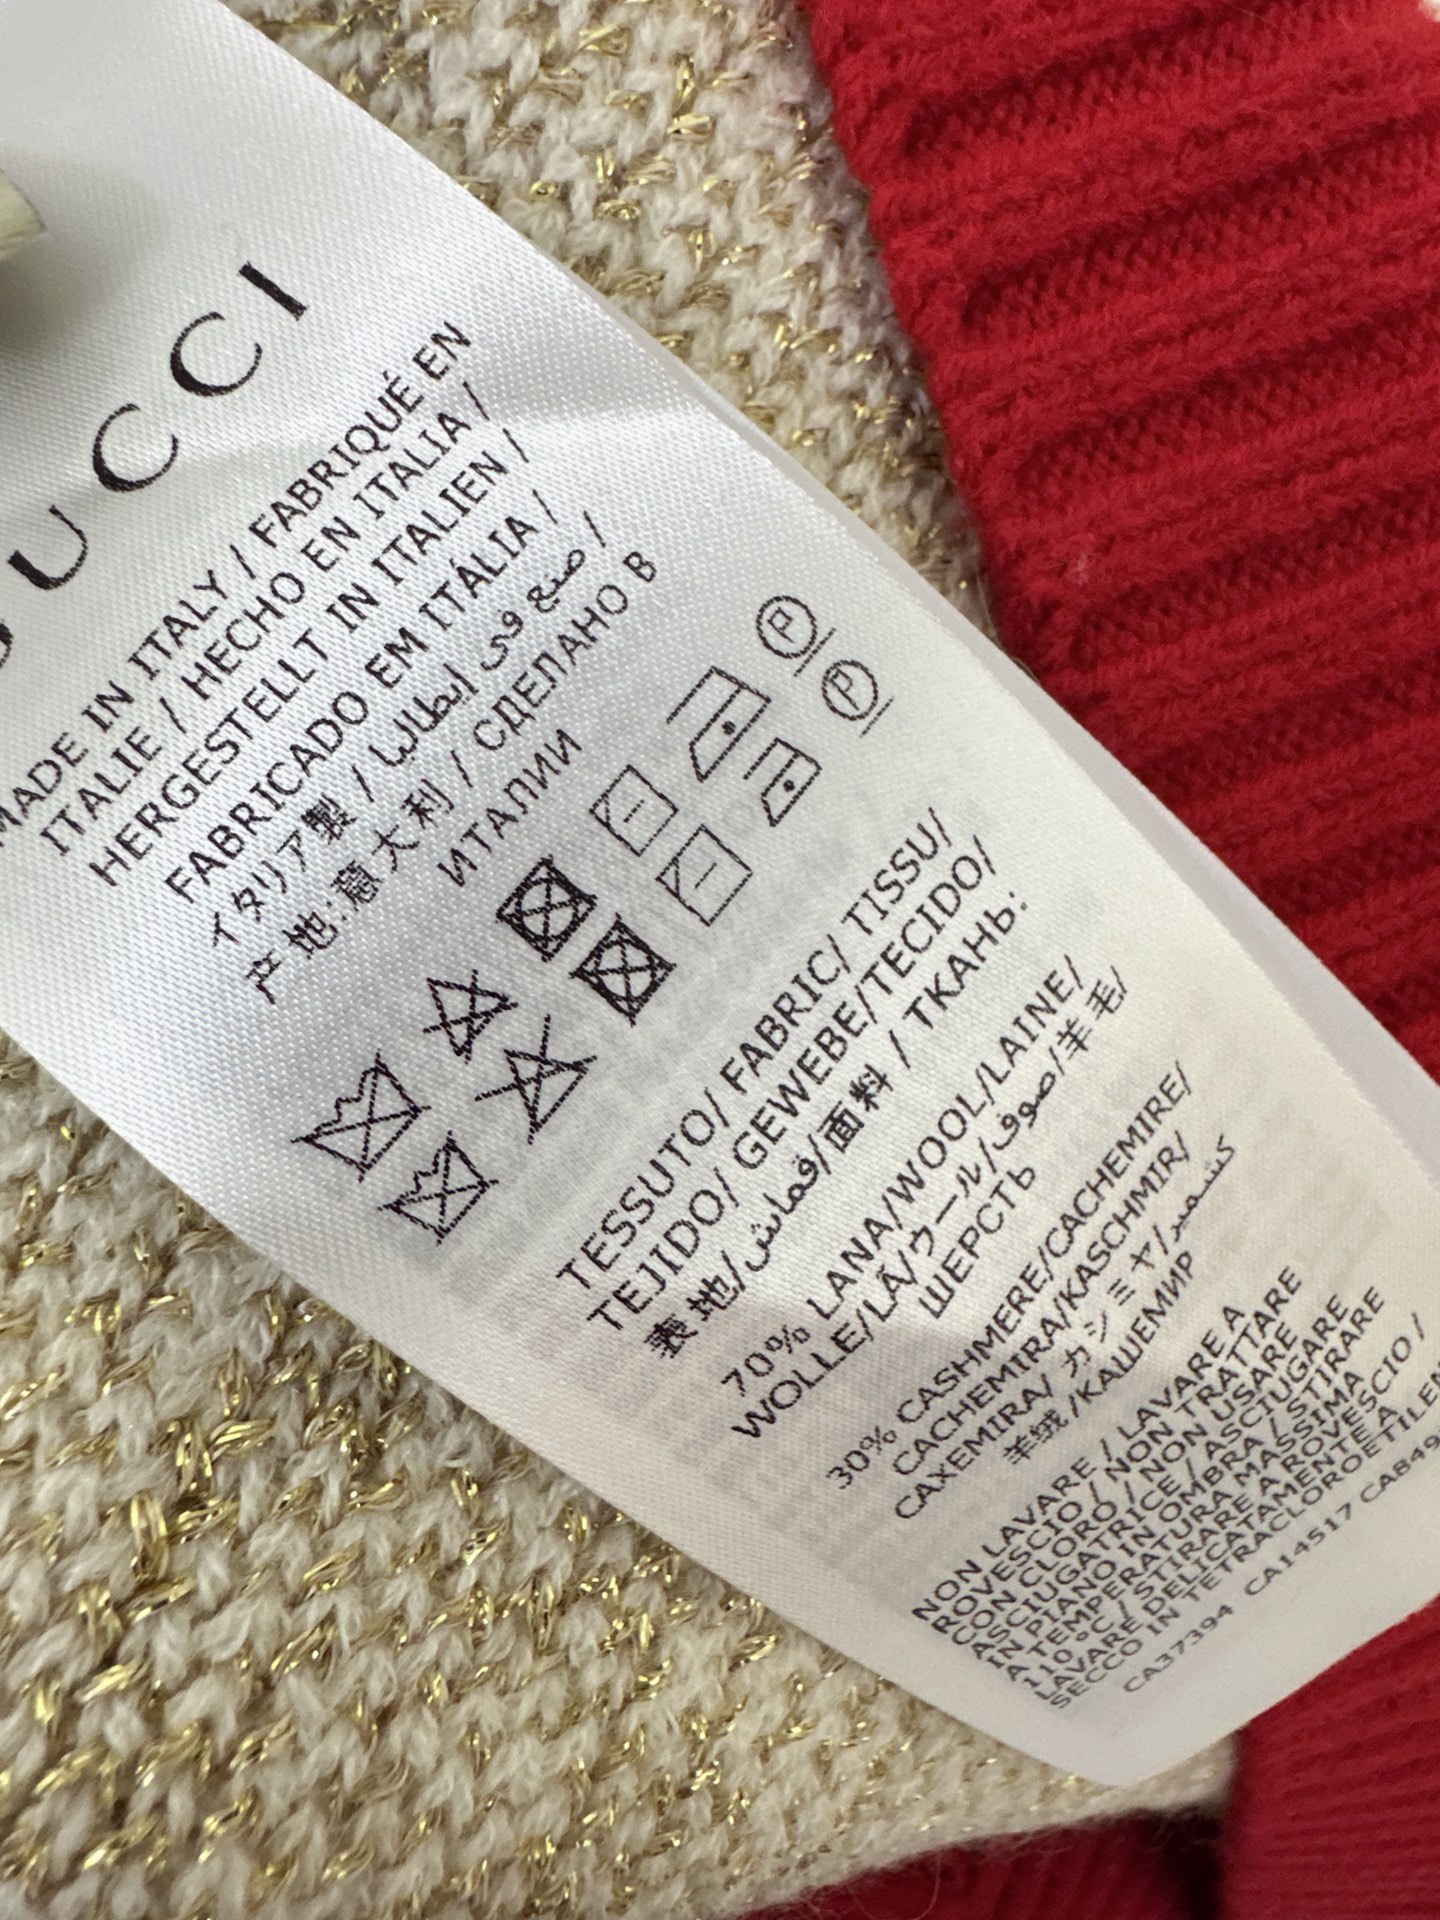 GUCCI
MADE IN ITALY / FABRIQUÉ EN
ITALIE / HECHO EN ITALIA /
HERGESTELLT IN ITALIEN /
FABRICADO EM ITÁLIA /
イタリア製 / صنع في إيطاليا /
产地:意大利 / СДЕЛАНО В
ИТАЛИИ
P
P
TESSUTO/ FABRIC/ TISSU/
TEJIDO/ GEWEBE/TECIDO/
表地/قماش/面料 / ТКАНЬ:
70% LANA/WOOL/LAINE/
WOLLE/LÃ/ウール/صوف/羊毛/
ШЕРСТЬ
30% CASHMERE/CACHEMIRE/
CACHEMIRA/KASCHMIR/
CAXEMIRA/ カシミヤ/كشمير/
羊绒/КАШЕМИР
NON LAVARE / LAVARE A
ROVESCIO / NON TRATTARE
CON CLORO / NON USARE
ASCIUGATRICE / ASCIUGARE
IN PIANO IN OMBRA / STIRARE
A TEMPERATURA MASSIMA
110°C/ STIRARE A ROVESCIO /
LAVARE DELICATAMENTE A
SECCO IN TETRACLOROETILEN
CA37394 CA14517 CA849